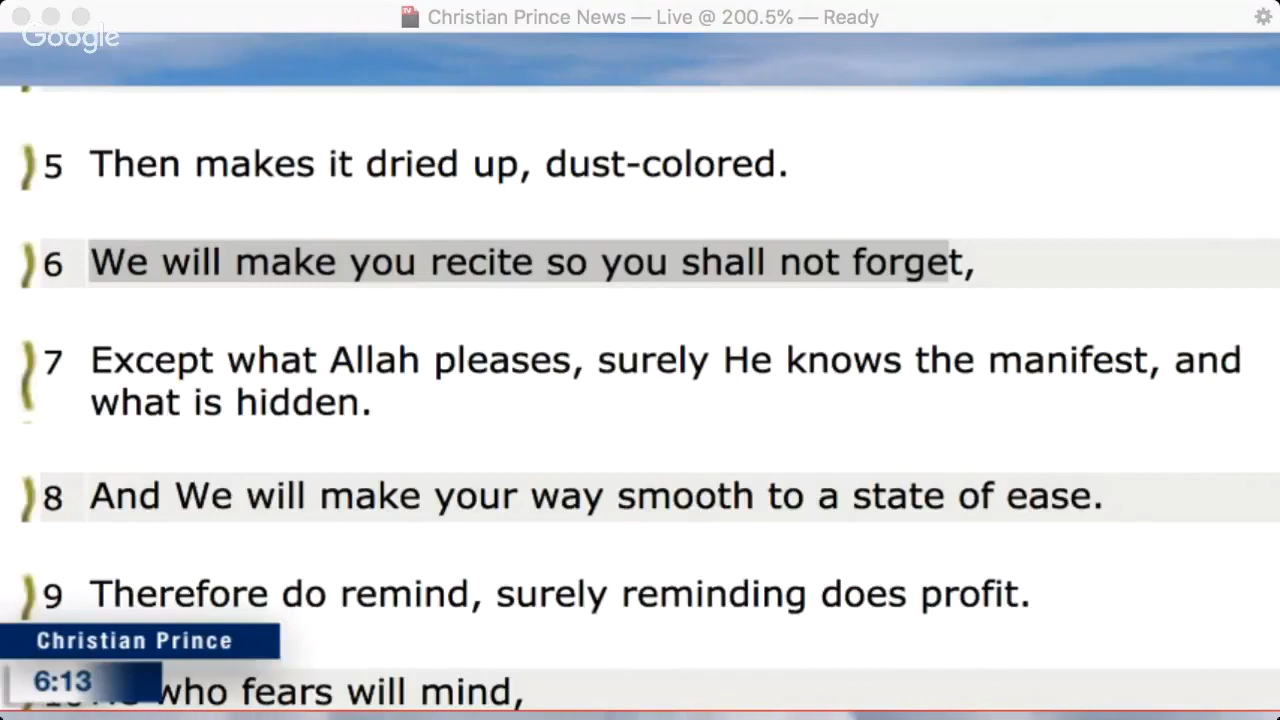 Christian Prince News — Live @ 200.5% — Ready
Google
5 Then makes it dried up, dust-colored.
6 We will make you recite so you shall not forget,
7 Except what Allah pleases, surely He knows the manifest, and
what is hidden.
8 And We will make your way smooth to a state of ease.
9 Therefore do remind, surely reminding does profit.
Christian Prince
6:13
who fears will mind,